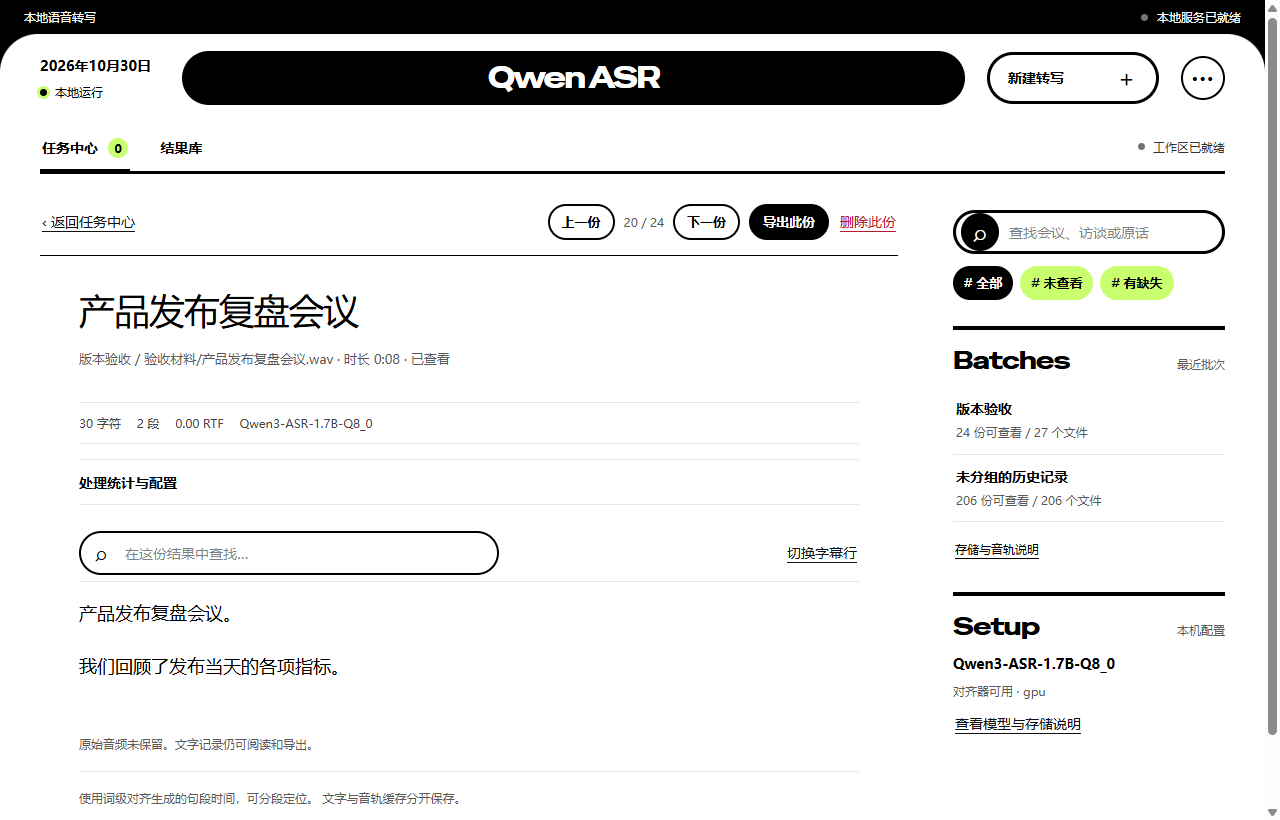 本地语音转写
本地服务已就绪
2026年10月30日
本地运行
Qwen ASR
新建转写 +
任务中心 0
结果库
工作区已就绪
‹ 返回任务中心
上一份
20 / 24
下一份
导出此份
删除此份
查找会议、访谈或原话
# 全部
# 未查看
# 有缺失
产品发布复盘会议
版本验收 / 验收材料/产品发布复盘会议.wav · 时长 0:08 · 已查看
30 字符 2 段 0.00 RTF Qwen3-ASR-1.7B-Q8_0
处理统计与配置
在这份结果中查找...
切换字幕行
产品发布复盘会议。
我们回顾了发布当天的各项指标。
原始音频未保留。文字记录仍可阅读和导出。
使用词级对齐生成的句段时间，可分段定位。 文字与音轨缓存分开保存。
Batches
最近批次
版本验收
24 份可查看 / 27 个文件
未分组的历史记录
206 份可查看 / 206 个文件
存储与音轨说明
Setup
本机配置
Qwen3-ASR-1.7B-Q8_0
对齐器可用 · gpu
查看模型与存储说明